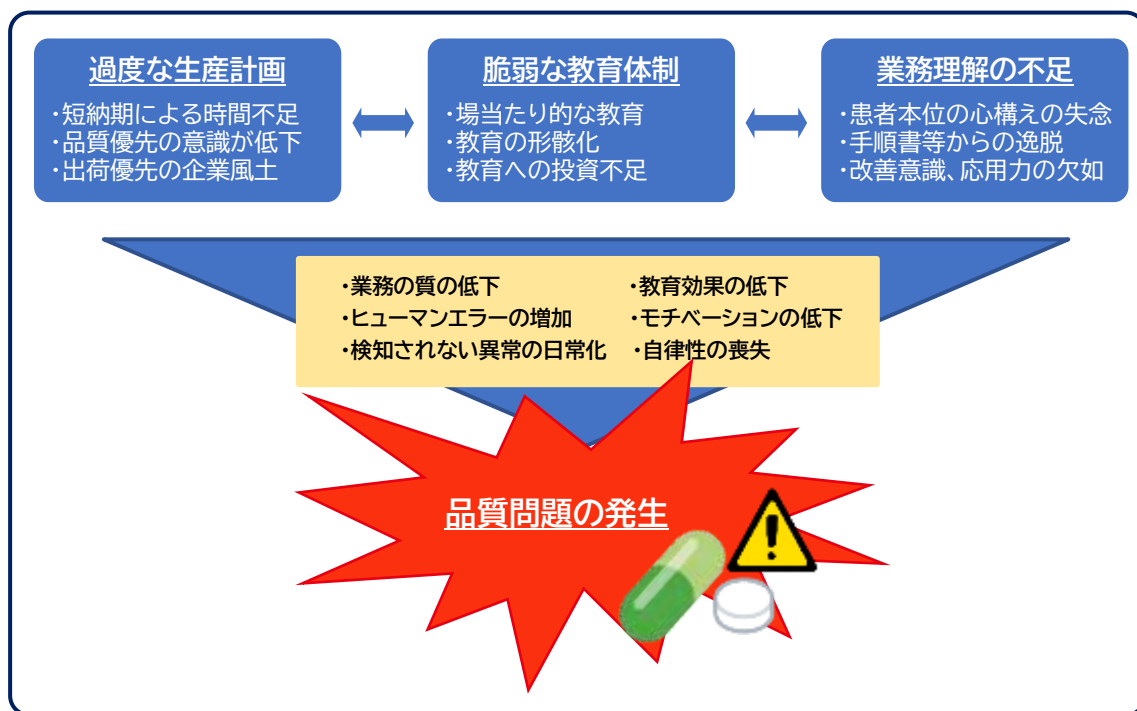 過度な生産計画
・短納期による時間不足
・品質優先の意識が低下
・出荷優先の企業風土
脆弱な教育体制
・場当たり的な教育
・教育の形骸化
・教育への投資不足
業務理解の不足
・患者本位の心構えの失念
・手順書等からの逸脱
・改善意識、応用力の欠如
・業務の質の低下
・ヒューマンエラーの増加
・検知されない異常の日常化
・教育効果の低下
・モチベーションの低下
・自律性の喪失
品質問題の発生